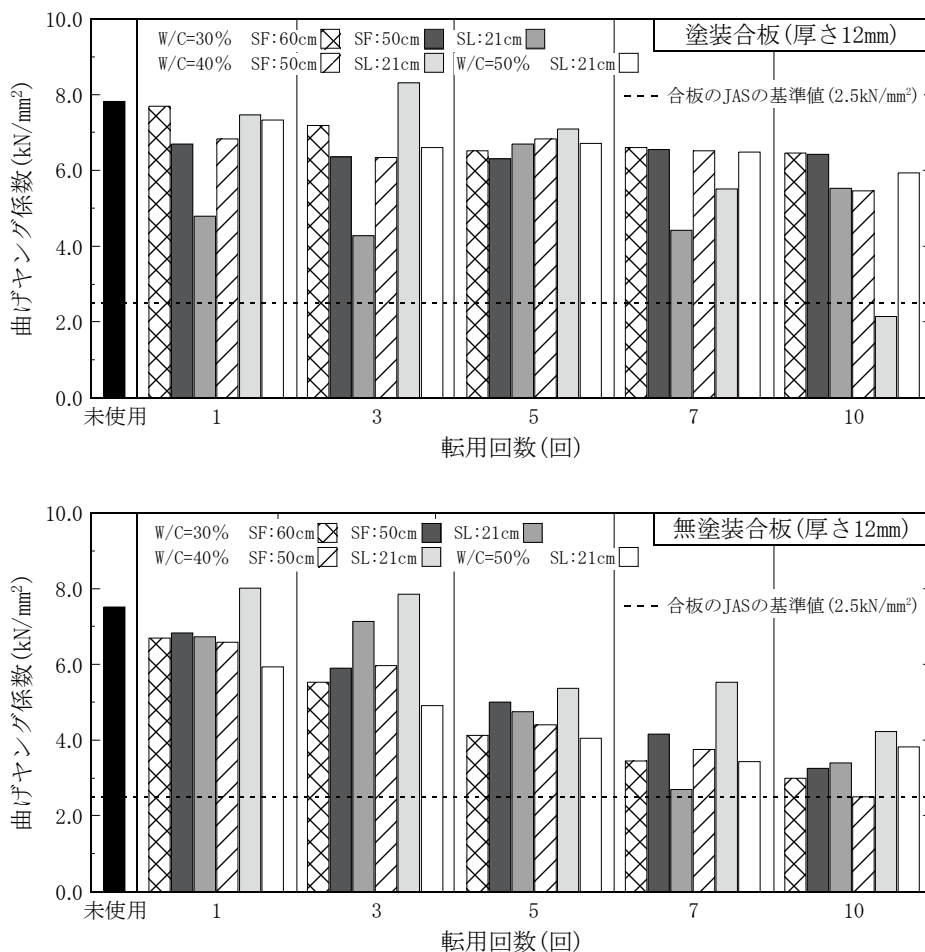 10.0
8.0
6.0
4.0
2.0
0.0
曲げヤング係数(kN/mm²)
W/C=30% SF:60cm SF:50cm SL:21cm
W/C=40% SF:50cm SL:21cm W/C=50% SL:21cm
塗装合板(厚さ12mm)
合板のJASの基準値(2.5kN/mm²)
未使用 1 3 5 7 10
転用回数(回)
10.0
8.0
6.0
4.0
2.0
0.0
曲げヤング係数(kN/mm²)
W/C=30% SF:60cm SF:50cm SL:21cm
W/C=40% SF:50cm SL:21cm W/C=50% SL:21cm
無塗装合板(厚さ12mm)
合板のJASの基準値(2.5kN/mm²)
未使用 1 3 5 7 10
転用回数(回)